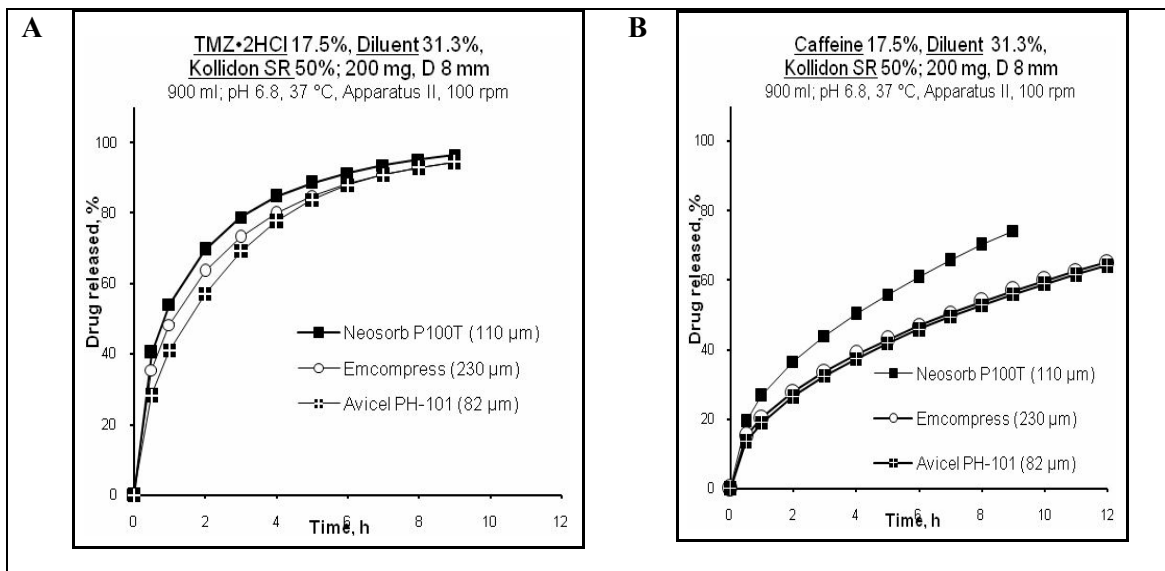 A
TMZ•2HCl 17.5%, Diluent 31.3%,
Kollidon SR 50%; 200 mg, D 8 mm
900 ml; pH 6.8, 37 ºC, Apparatus II, 100 rpm
Drug released, %
100
80
60
40
20
0
Neosorb P100T (110 µm)
Emcompress (230 µm)
Avicel PH-101 (82 µm)
0
2
4
6
8
10
12
Time, h
B
Caffeine 17.5%, Diluent 31.3%,
Kollidon SR 50%; 200 mg, D 8 mm
900 ml; pH 6.8, 37 ºC, Apparatus II, 100 rpm
Drug released, %
100
80
60
40
20
0
Neosorb P100T (110 µm)
Emcompress (230 µm)
Avicel PH-101 (82 µm)
0
2
4
6
8
10
12
Time, h